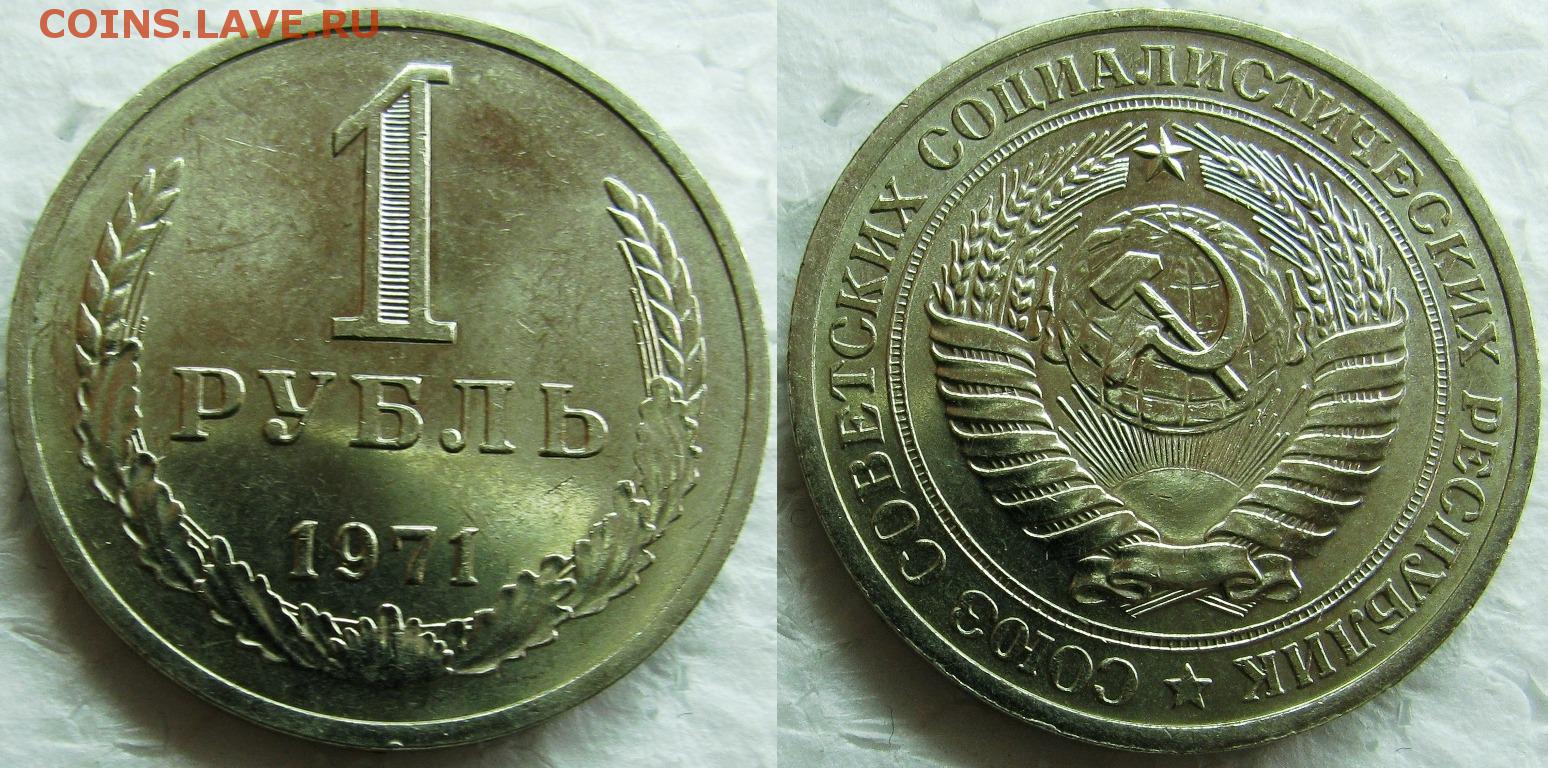 COINS.LAVE.RU
1
РУБЛЬ
1971
СОЮЗ СОВЕТСКИХ СОЦИАЛИСТИЧЕСКИХ РЕСПУБЛИК